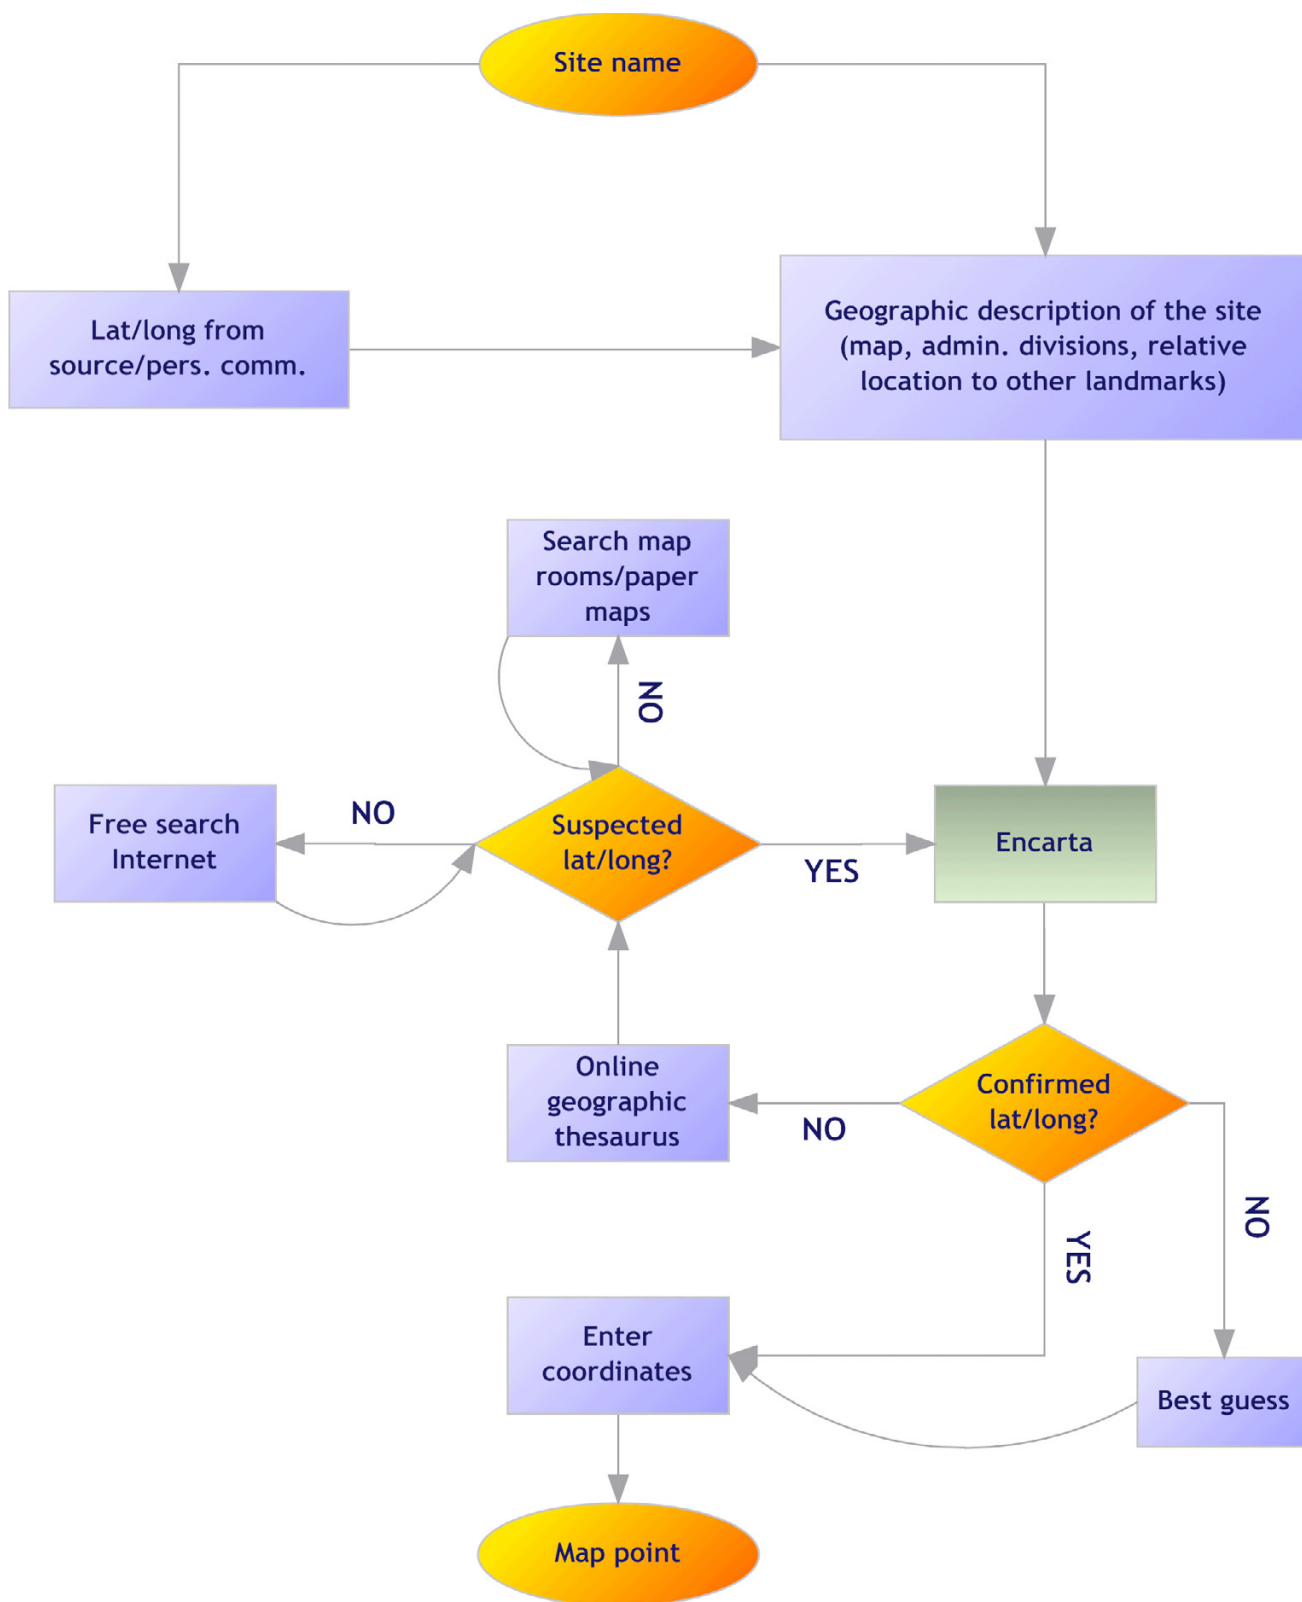 Site name
Lat/long from
source/pers. comm.
Geographic description of the site
(map, admin. divisions, relative
location to other landmarks)
Search map
rooms/paper
maps
NO
Free search
Internet
NO
Suspected
lat/long?
YES
Encarta
Online
geographic
thesaurus
NO
Confirmed
lat/long?
YES
NO
Enter
coordinates
Best guess
Map point